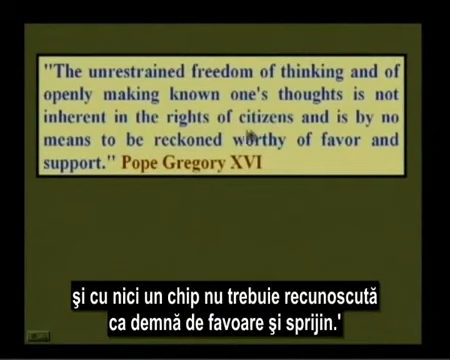 "The unrestrained freedom of thinking and of
openly making known one's thoughts is not
inherent in the rights of citizens and is by no
means to be reckoned worthy of favor and
support." Pope Gregory XVI
şi cu nici un chip nu trebuie recunoscută
ca demnă de favoare şi sprijin.'